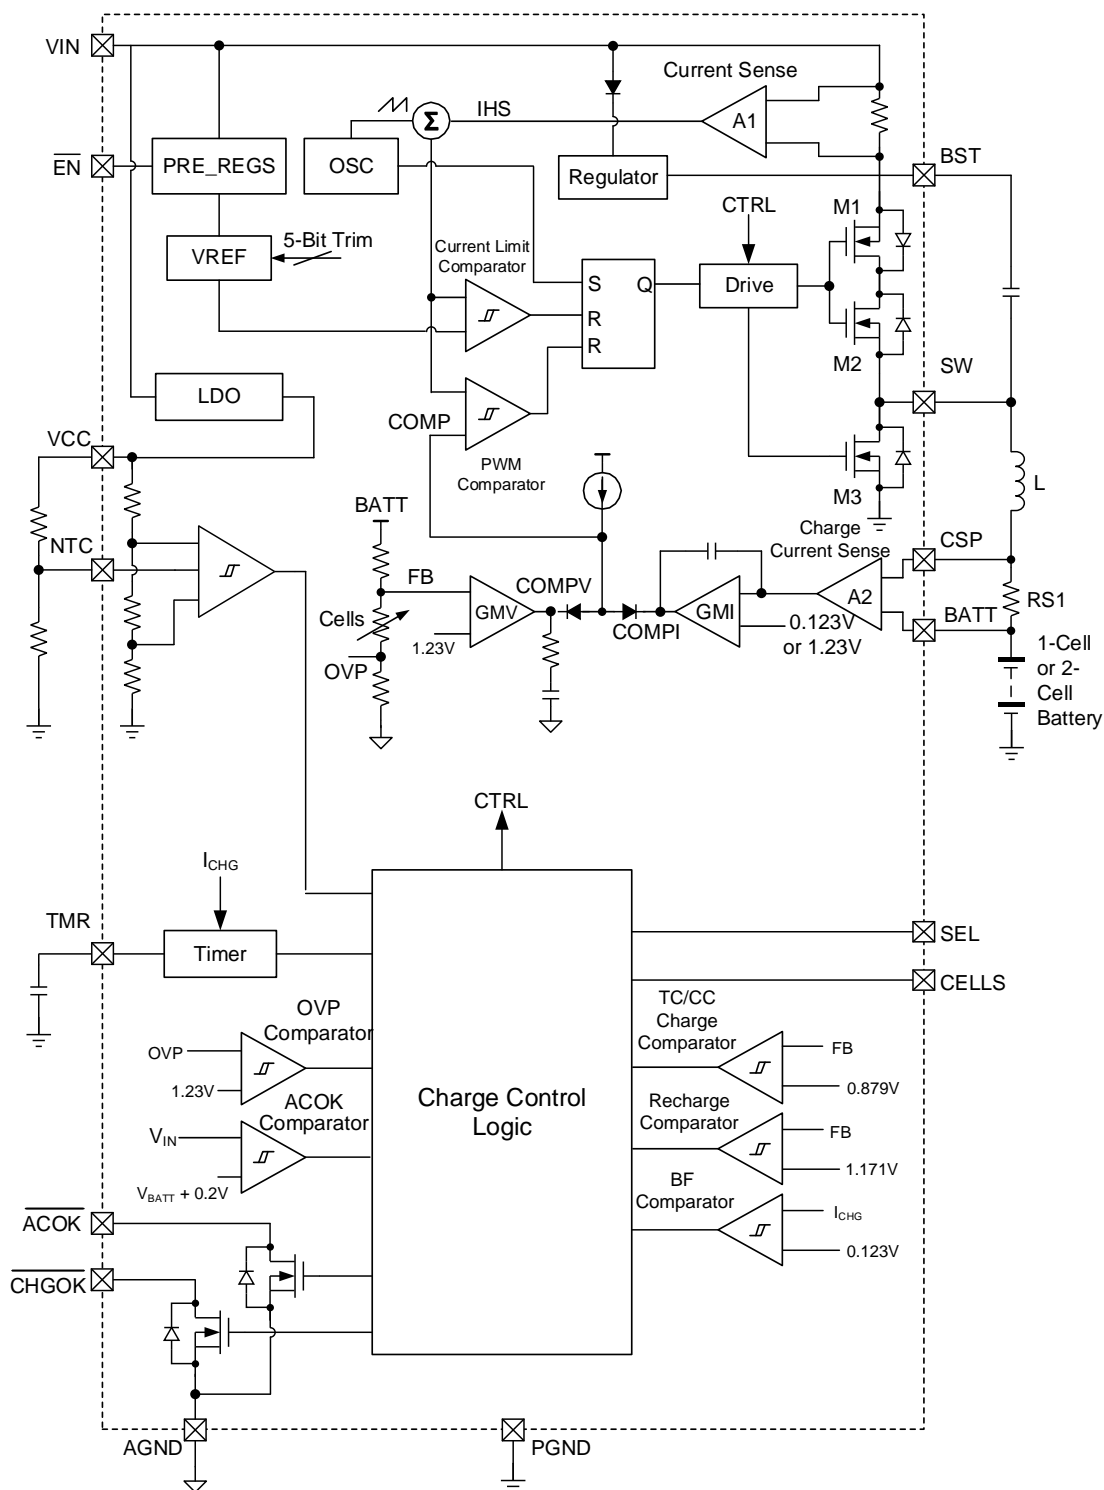 VIN
Current Sense
Σ
IHS
A1
EN
PRE_REGS
OSC
Regulator
BST
CTRL
M1
VREF
5-Bit Trim
Current Limit
Comparator
S
Q
R
R
Drive
M2
SW
LDO
COMP
VCC
PWM
Comparator
M3
L
BATT
Charge
Current Sense
CSP
NTC
FB
COMPV
GMV
GMI
A2
RS1
Cells
1.23V
COMPI
0.123V
or 1.23V
BATT
OVP
1-Cell
or 2-
Cell
Battery
CTRL
ICHG
TMR
Timer
SEL
CELLS
OVP
Comparator
TC/CC
Charge
Comparator
OVP
1.23V
FB
0.879V
Charge Control
Logic
ACOK
Comparator
Recharge
Comparator
VIN
VBATT + 0.2V
FB
1.171V
BF
Comparator
ICHG
0.123V
ACOK
CHGOK
AGND
PGND